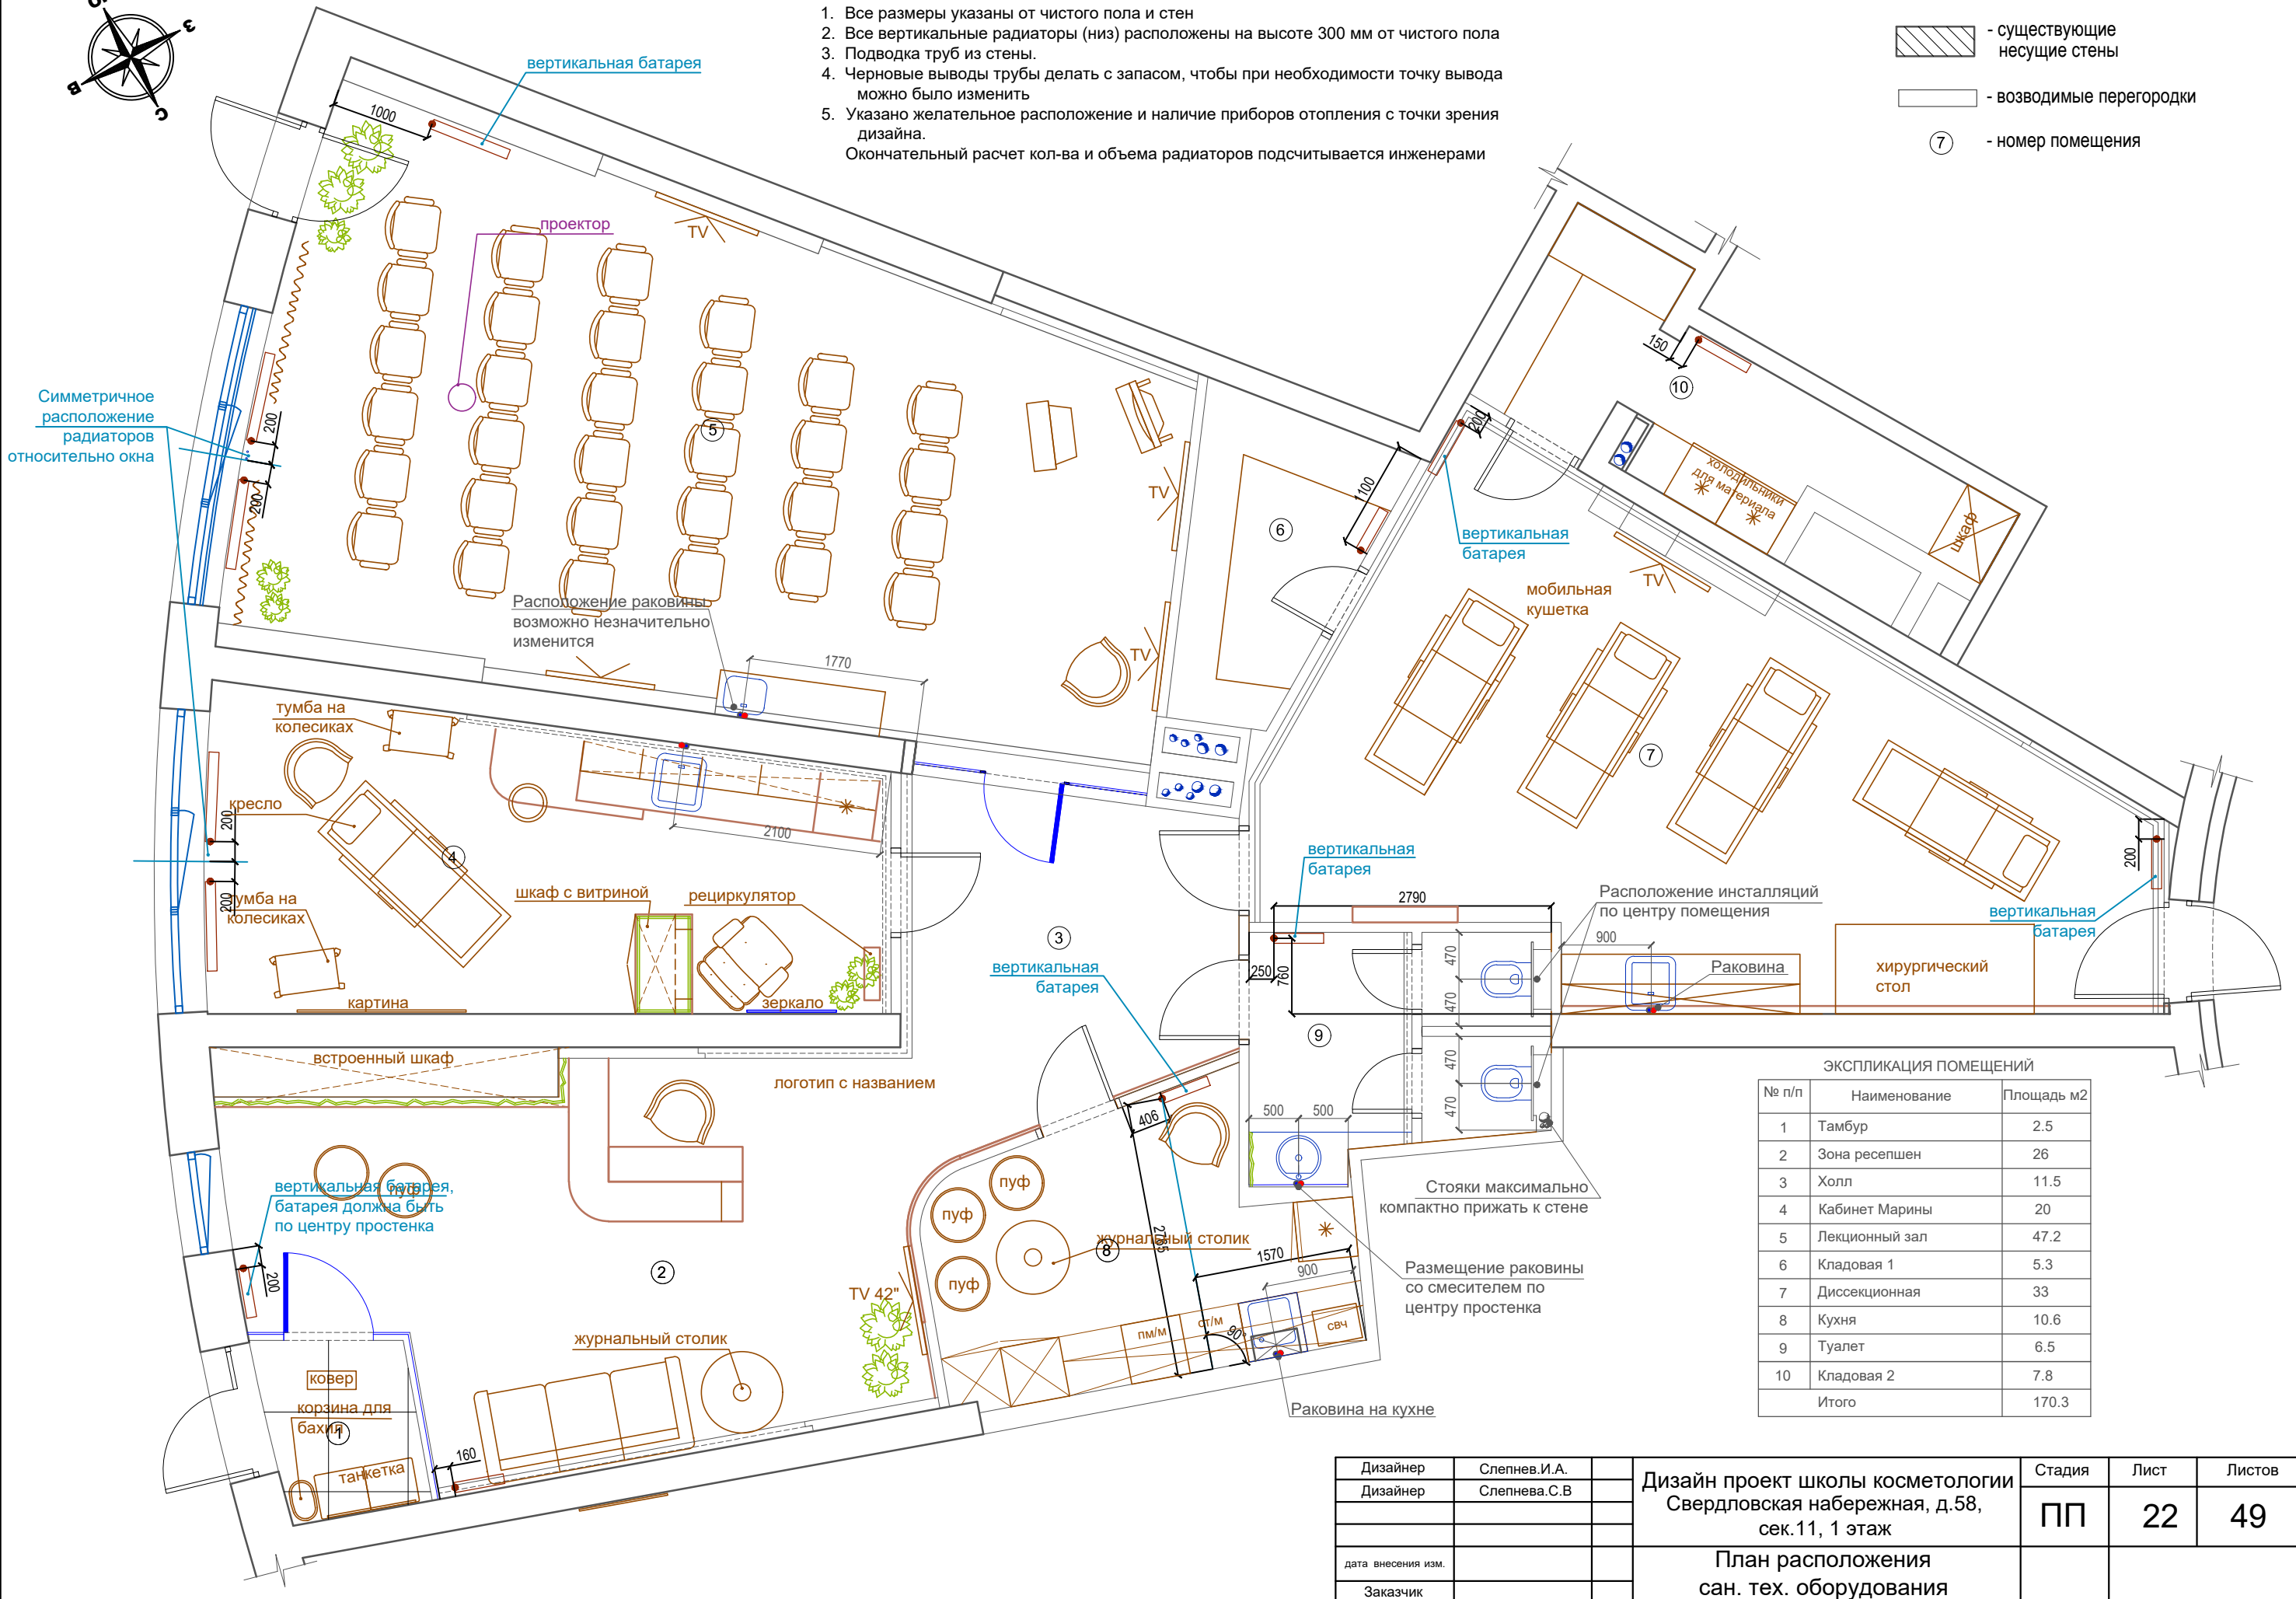 Ю
З
В
С
1. Все размеры указаны от чистого пола и стен
2. Все вертикальные радиаторы (низ) расположены на высоте 300 мм от чистого пола
3. Подводка труб из стены.
4. Черновые выводы трубы делать с запасом, чтобы при необходимости точку вывода
можно было изменить
5. Указано желательное расположение и наличие приборов отопления с точки зрения
дизайна.
Окончательный расчет кол-ва и объема радиаторов подсчитывается инженерами
- существующие
несущие стены
- возводимые перегородки
7 - номер помещения
вертикальная батарея
1000
проектор
TV
Симметричное
расположение
радиаторов
относительно окна
200
200
5
TV
TV
6
1100
200
150
10
холодильники
для материала
шкаф
вертикальная
батарея
мобильная
кушетка
TV
7
Расположение раковины
возможно незначительно
изменится
1770
тумба на
колесиках
кресло
200
200
4
2100
тумба на
колесиках
шкаф с витриной
рециркулятор
картина
зеркало
3
вертикальная
батарея
вертикальная
батарея
2790
250
760
470
470
470
470
9
500
500
Расположение инсталляций
по центру помещения
900
Раковина
хирургический
стол
200
вертикальная
батарея
встроенный шкаф
логотип с названием
вертикальная батарея,
батарея должна быть
по центру простенка
пуф
200
2
TV 42"
журнальный столик
ковер
корзина для
бахил
1
танкетка
160
пуф
пуф
пуф
журнальный столик
8
406
2765
1570
900
90°
пм/м
ст/м
свч
Раковина на кухне
Стояки максимально
компактно прижать к стене
Размещение раковины
со смесителем по
центру простенка
ЭКСПЛИКАЦИЯ ПОМЕЩЕНИЙ
№ п/п Наименование Площадь м2
1 Тамбур 2.5
2 Зона ресепшен 26
3 Холл 11.5
4 Кабинет Марины 20
5 Лекционный зал 47.2
6 Кладовая 1 5.3
7 Диссекционная 33
8 Кухня 10.6
9 Туалет 6.5
10 Кладовая 2 7.8
Итого 170.3
Дизайнер Слепнев.И.А.
Дизайнер Слепнева.С.В
дата внесения изм.
Заказчик
Дизайн проект школы косметологии
Свердловская набережная, д.58,
сек.11, 1 этаж
План расположения
сан. тех. оборудования
Стадия Лист Листов
ПП 22 49